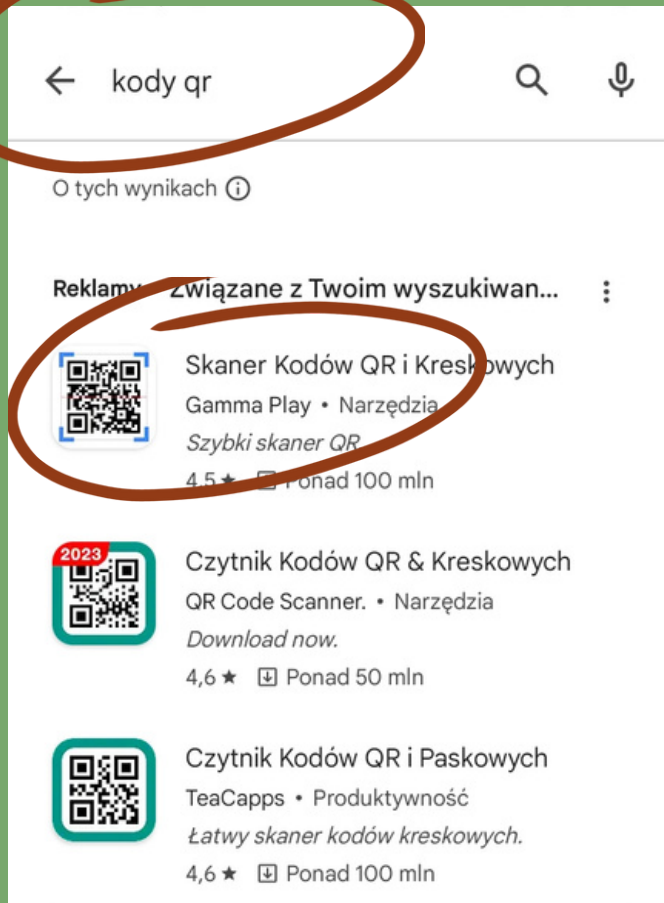 kody qr
O tych wynikach
Reklamy Związane z Twoim wyszukiwan...
Skaner Kodów QR i Kreskowych
Gamma Play • Narzędzia
Szybki skaner QR
4,5 ★ Ponad 100 mln
2023
Czytnik Kodów QR & Kreskowych
QR Code Scanner. • Narzędzia
Download now.
4,6 ★ Ponad 50 mln
Czytnik Kodów QR i Paskowych
TeaCapps • Produktywność
Łatwy skaner kodów kreskowych.
4,6 ★ Ponad 100 mln